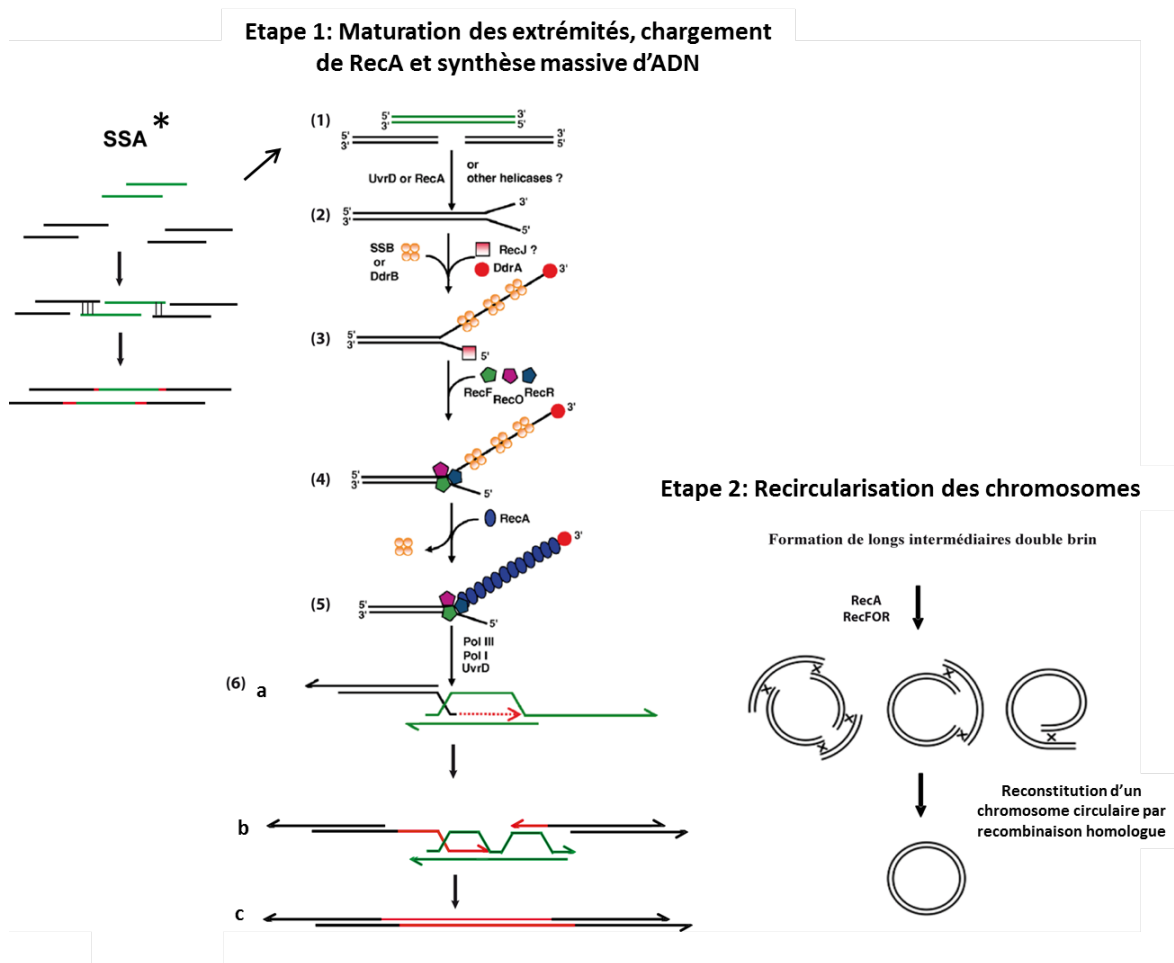 Etape 1: Maturation des extrémités, chargement
de RecA et synthèse massive d'ADN
SSA *
(1)
5' 3'
3' 5'
5' 3'
3' 5'
UvrD or RecA
or
other helicases ?
(2)
5'
3'
3'
5'
SSB
or
DdrB
RecJ ?
DdrA
3'
(3)
5'
3'
5'
RecF
RecO
RecR
3'
(4)
5'
3'
5'
RecA
3'
(5)
5'
3'
5'
Pol III
Pol I
UvrD
(6) a
b
c
Etape 2: Recircularisation des chromosomes
Formation de longs intermédiaires double brin
RecA
RecFOR
x x x x x x x
Reconstitution d'un
chromosome circulaire par
recombinaison homologue